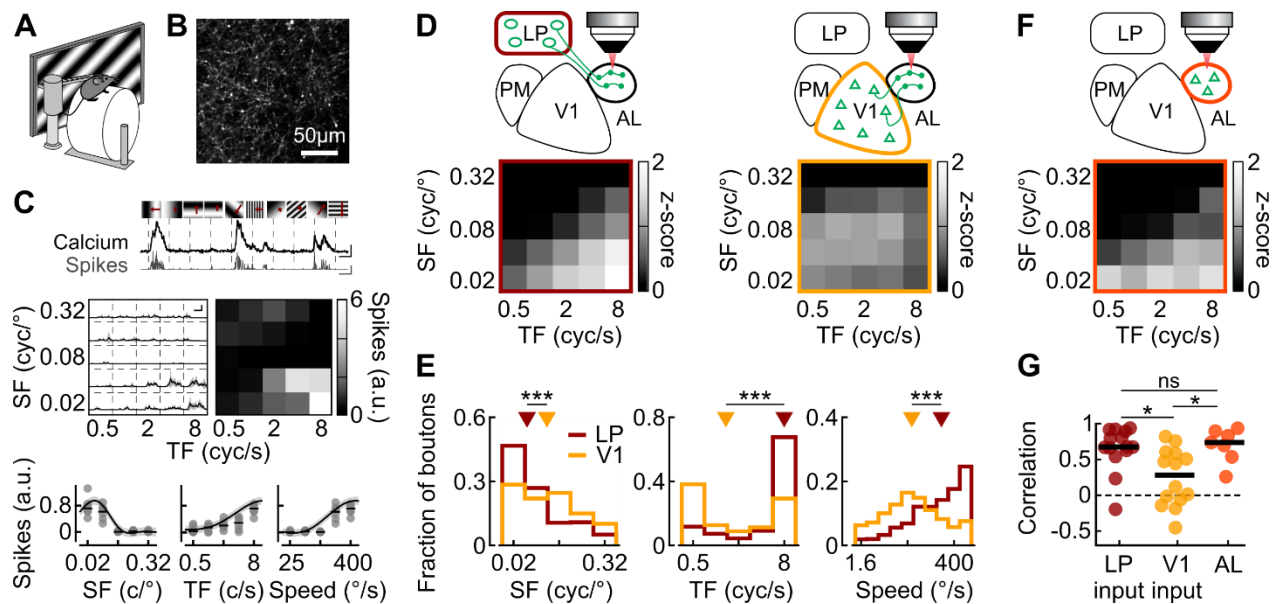 A
B
50µm
C
Calcium
Spikes
SF (cyc/°)
0.32
0.08
0.02
0.5 2 8
TF (cyc/s)
6
0
Spikes (a.u.)
Spikes (a.u.)
0.8
0
0.02 0.32
SF (c/°)
0.5 8
TF (c/s)
25 400
Speed (°/s)
D
LP
PM
V1
AL
SF (cyc/°)
0.32
0.08
0.02
0.5 2 8
TF (cyc/s)
2
0
z-score
LP
PM
V1
AL
SF (cyc/°)
0.32
0.08
0.02
0.5 2 8
TF (cyc/s)
2
0
z-score
E
Fraction of boutons
***
0.6
0.3
0
LP
V1
0.02 0.32
SF (cyc/°)
***
0.8
0.4
0
0.5 8
TF (cyc/s)
***
0.4
0.2
0
1.6 400
Speed (°/s)
F
LP
PM
V1
AL
SF (cyc/°)
0.32
0.08
0.02
0.5 2 8
TF (cyc/s)
2
0
z-score
G
ns
* *
Correlation
1
0.5
0
-0.5
LP V1 AL
input input